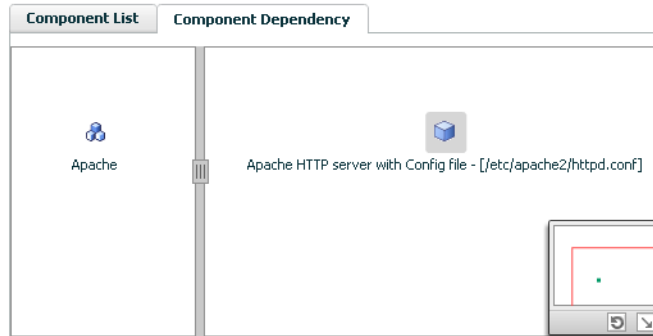 Component List
Component Dependency
Apache
Apache HTTP server with Config file - [/etc/apache2/httpd.conf]